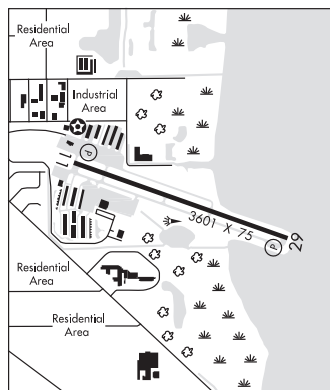 Residential
Area
Industrial
Area
P
3601 X 75
P
29
Residential
Area
Residential
Area